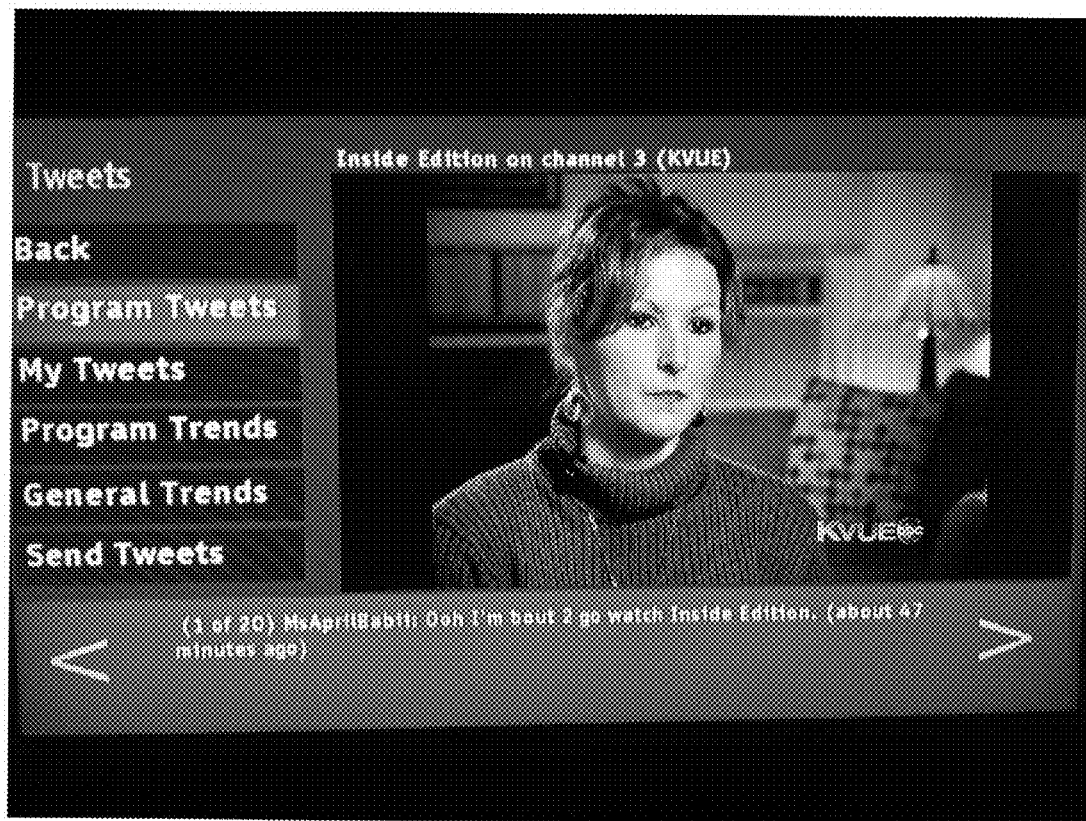 Tweets
Inside Edition on channel 3 (KVUE)
Back
Program Tweets
My Tweets
Program Trends
General Trends
Send Tweets
KVUE abc
<
(1 of 20) MsAprilBabii: Ooh I'm bout 2 go watch Inside Edition. (about 47
minutes ago)
>